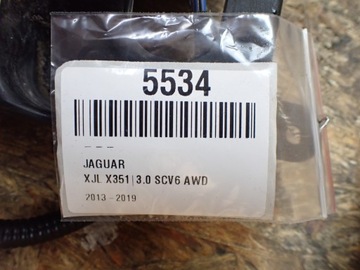 5534
– – –
JAGUAR
XJL X351|3.0 SCV6 AWD
2013 - 2019